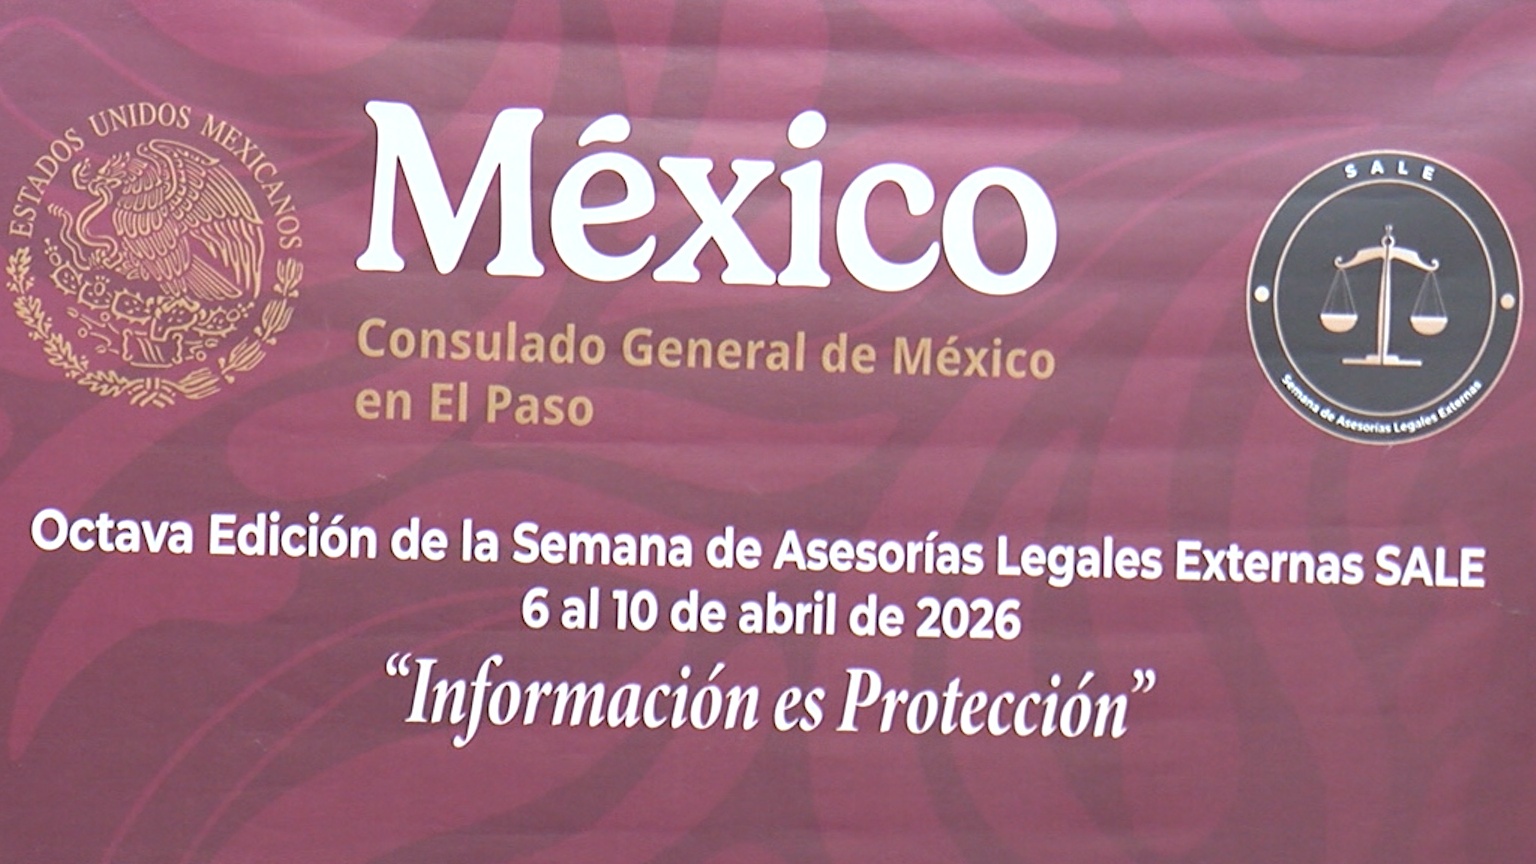 ESTADOS UNIDOS MEXICANOS
México
Consulado General de México
en El Paso
SALE
Semana de Asesorías Legales Externas
Octava Edición de la Semana de Asesorías Legales Externas SALE
6 al 10 de abril de 2026
“Información es Protección”